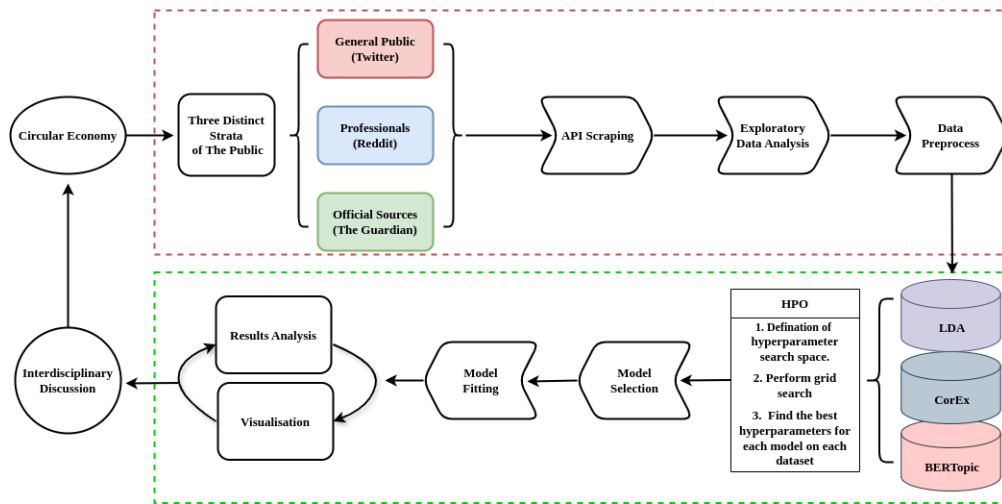 Circular Economy
Three Distinct
Strata
of The Public
General Public
(Twitter)
Professionals
(Reddit)
Official Sources
(The Guardian)
API Scraping
Exploratory
Data Analysis
Data
Preprocess
LDA
CorEx
BERTopic
HPO
1. Defination of
hyperparameter
search space.
2. Perform grid
search
3. Find the best
hyperparameters for
each model on each
dataset
Model
Selection
Model
Fitting
Results Analysis
Visualisation
Interdisciplinary
Discussion